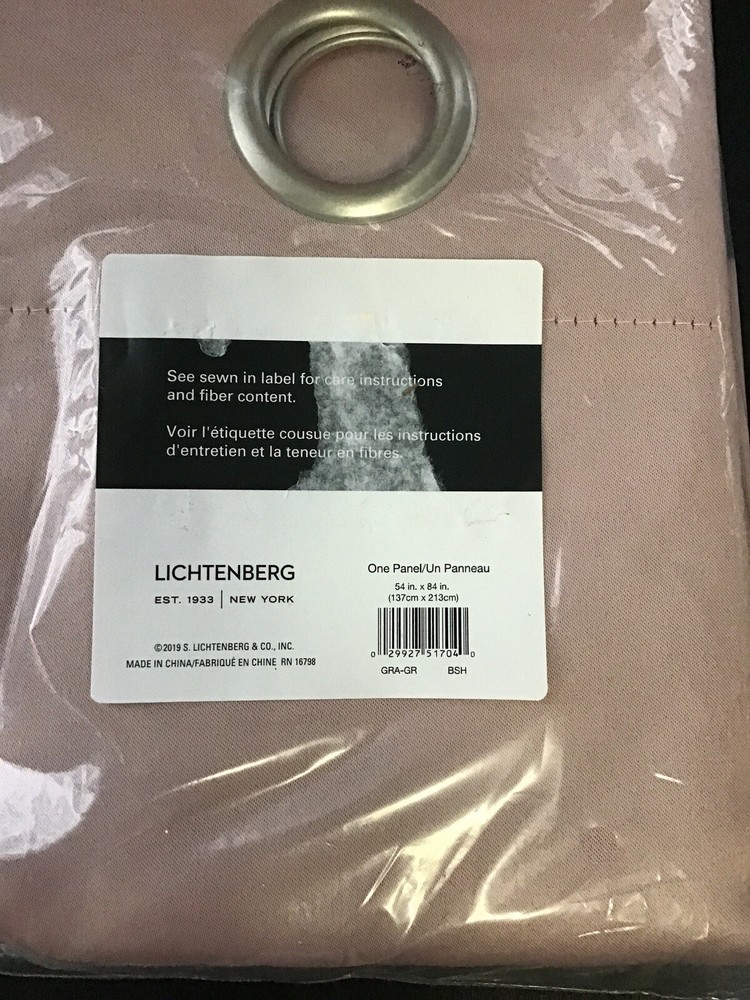 See sewn in label for care instructions
and fiber content.
Voir l'étiquette cousue pour les instructions
d'entretien et la teneur en fibres.
LICHTENBERG
EST. 1933 | NEW YORK
©2019 S. LICHTENBERG & CO., INC.
MADE IN CHINA/FABRIQUÉ EN CHINE RN 16798
One Panel/Un Panneau
54 in. x 84 in.
(137cm x 213cm)
0 29927 51704 0
GRA-GR BSH